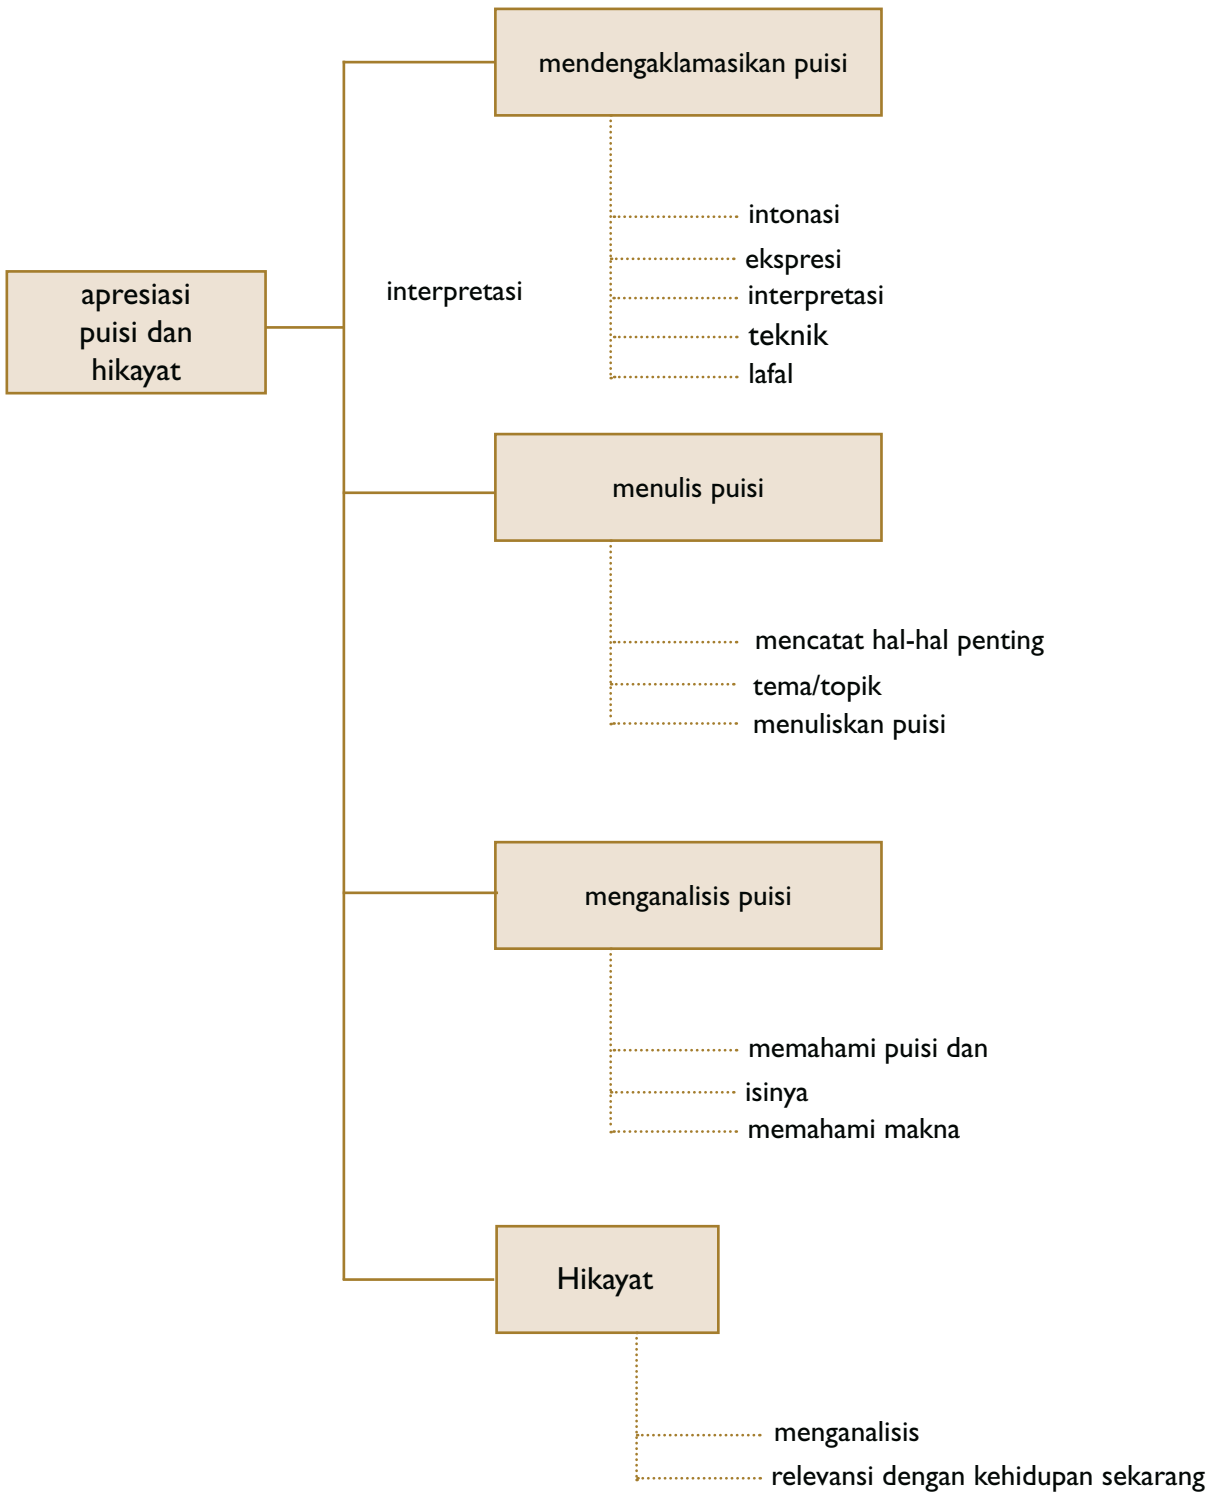 mendengaklamasikan puisi
intonasi
ekspresi
interpretasi
teknik
lafal
interpretasi
apresiasi
puisi dan
hikayat
menulis puisi
mencatat hal-hal penting
tema/topik
menuliskan puisi
menganalisis puisi
memahami puisi dan
isinya
memahami makna
Hikayat
menganalisis
relevansi dengan kehidupan sekarang